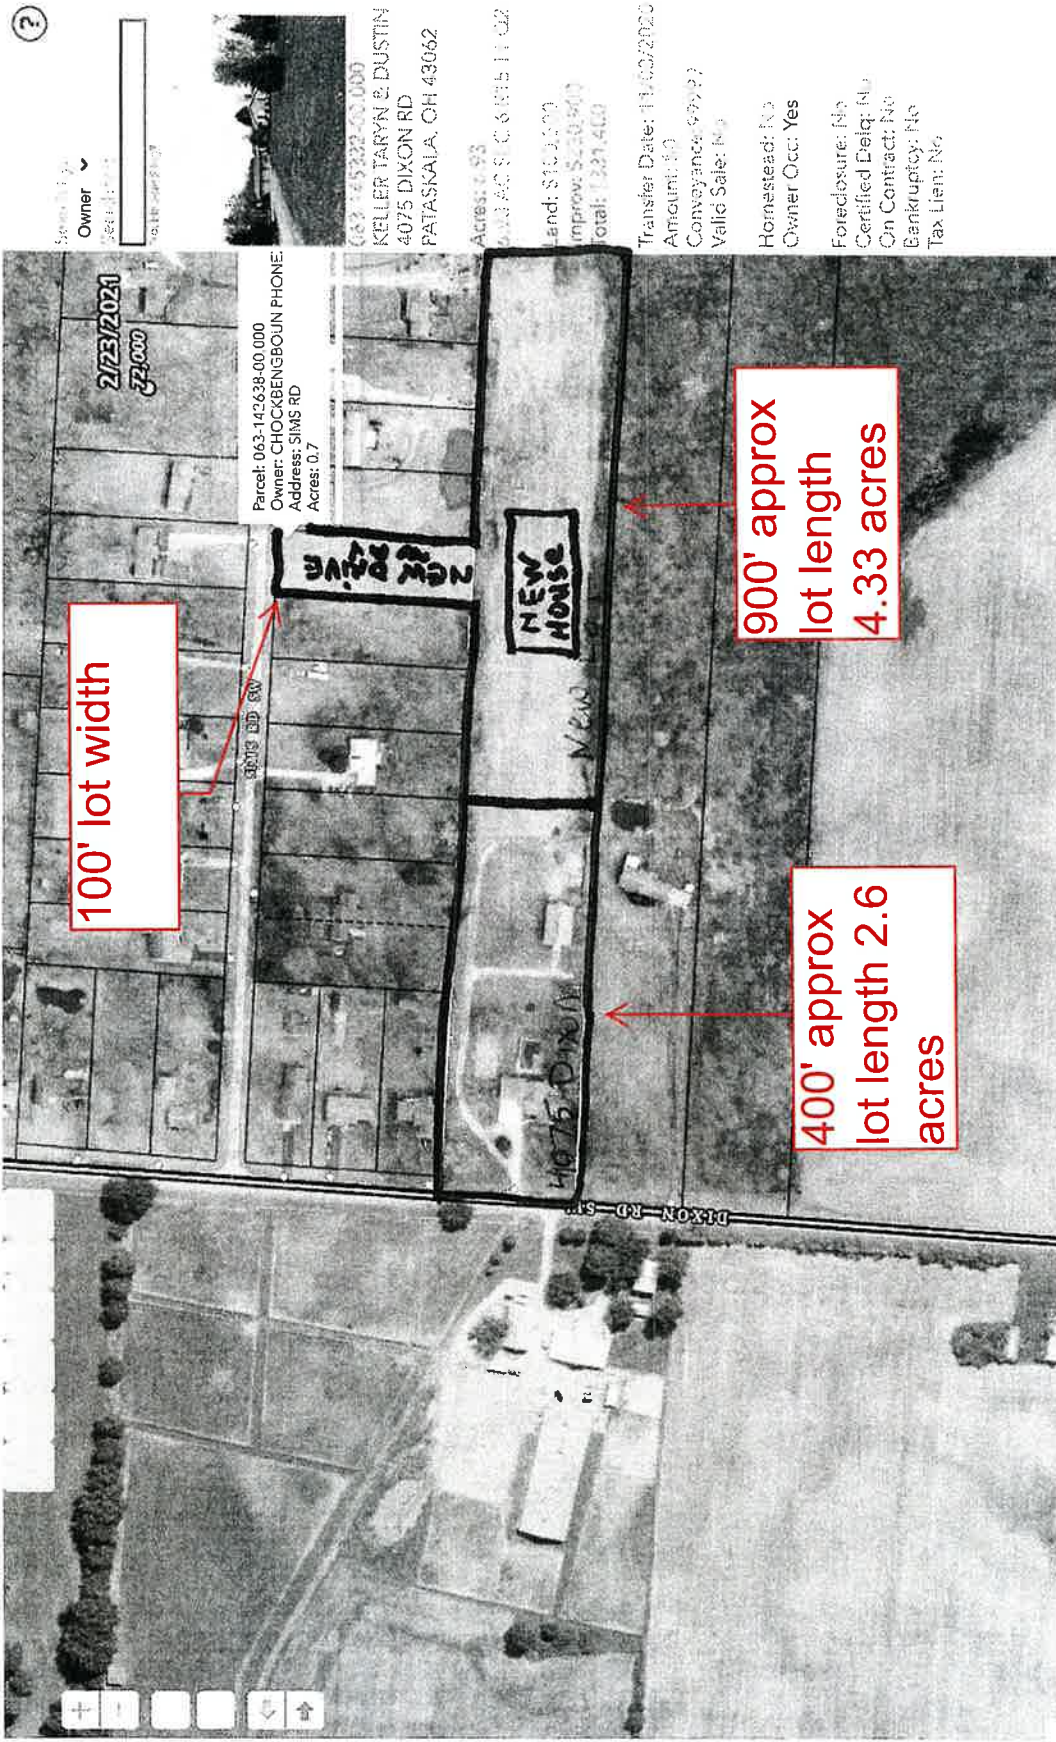 ?
Owner
2/23/2021
Parcel: 063-142638-00.000
Owner: CHOCKBENGBOUN PHONE
Address: SIMS RD
Acres: 0.7
KELLER TARYN & DUSTIN
4075 DIXON RD
PATASKALA, OH 43062
Transfer Date:
Amount:
Conveyance:
Valid Sale: No
Homestead: No
Owner Occ: Yes
Foreclosure: No
Certified Delq: No
On Contract: No
Bankruptcy: No
Tax Lien: No
100' lot width
SIMS RD SW
NEW
DRIVE
NEW
HOUSE
NEW
4075 Dixon
DIXON RD SW
900' approx
lot length
4.33 acres
400' approx
lot length 2.6
acres
+
-